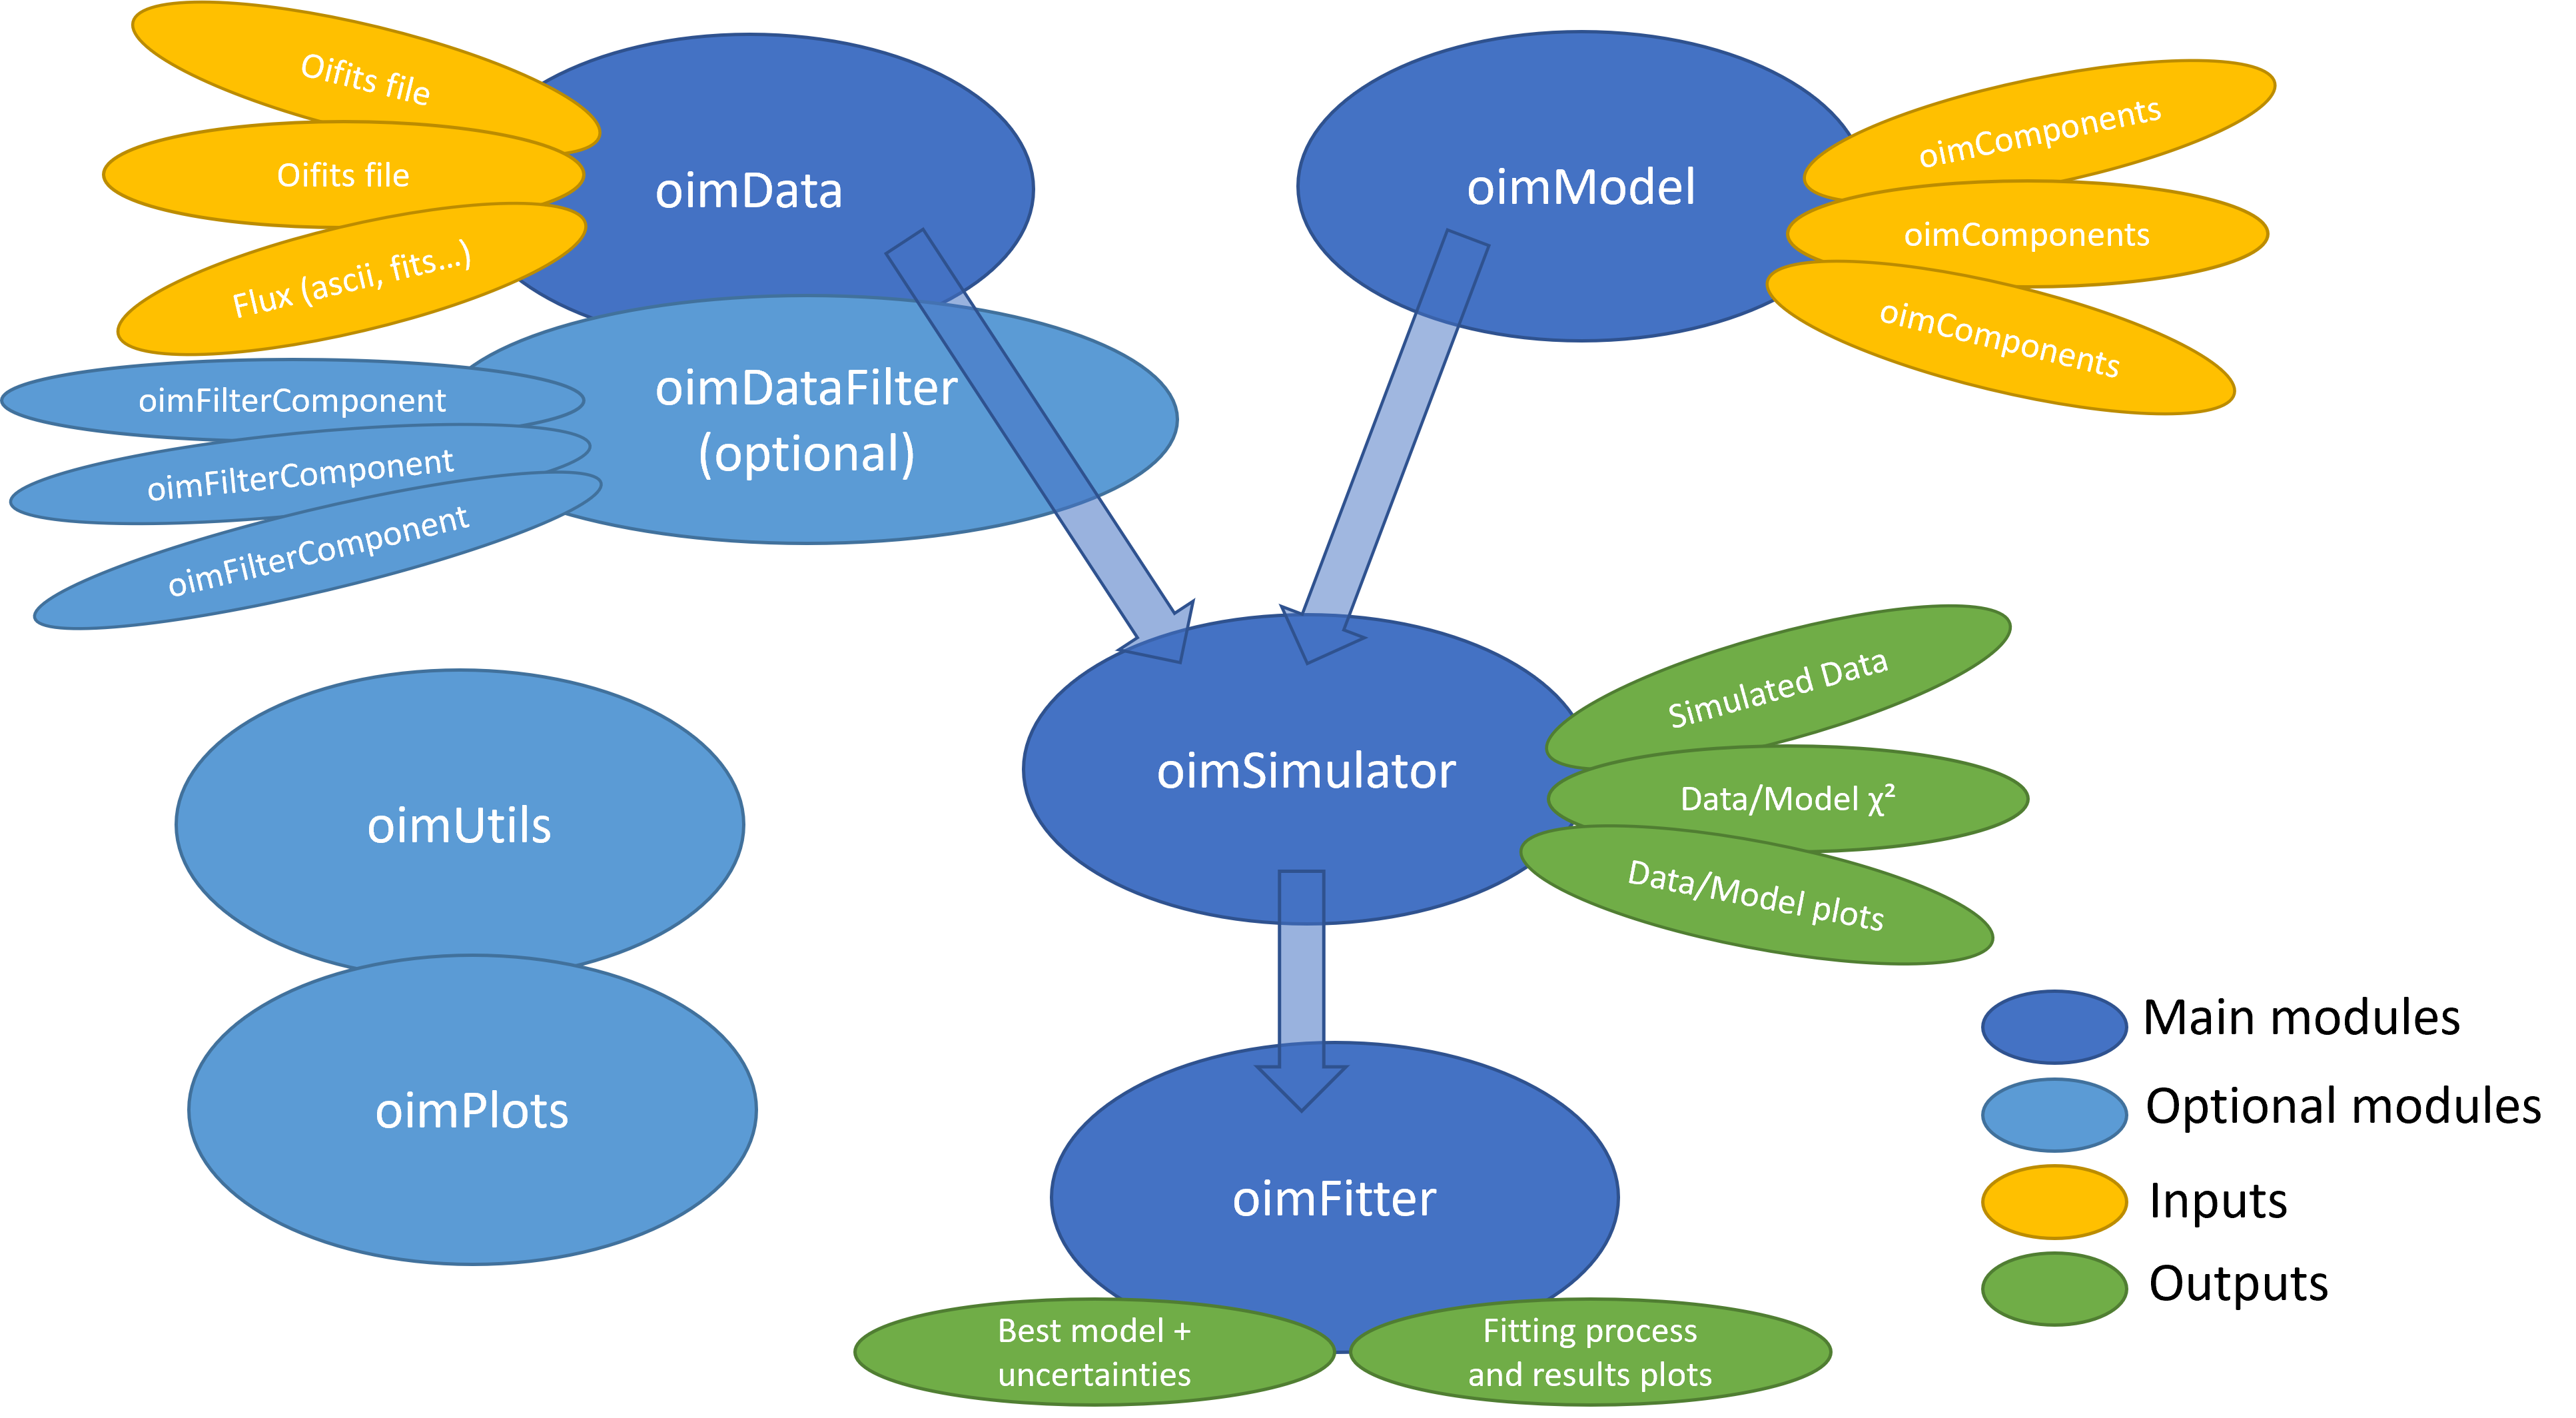 Oifits file
Oifits file
Flux (ascii, fits...)
oimData
oimModel
oimComponents
oimComponents
oimComponents
oimDataFilter
(optional)
oimFilterComponent
oimFilterComponent
oimFilterComponent
oimSimulator
Simulated Data
Data/Model χ²
Data/Model plots
oimUtils
oimPlots
oimFitter
Best model +
uncertainties
Fitting process
and results plots
Main modules
Optional modules
Inputs
Outputs